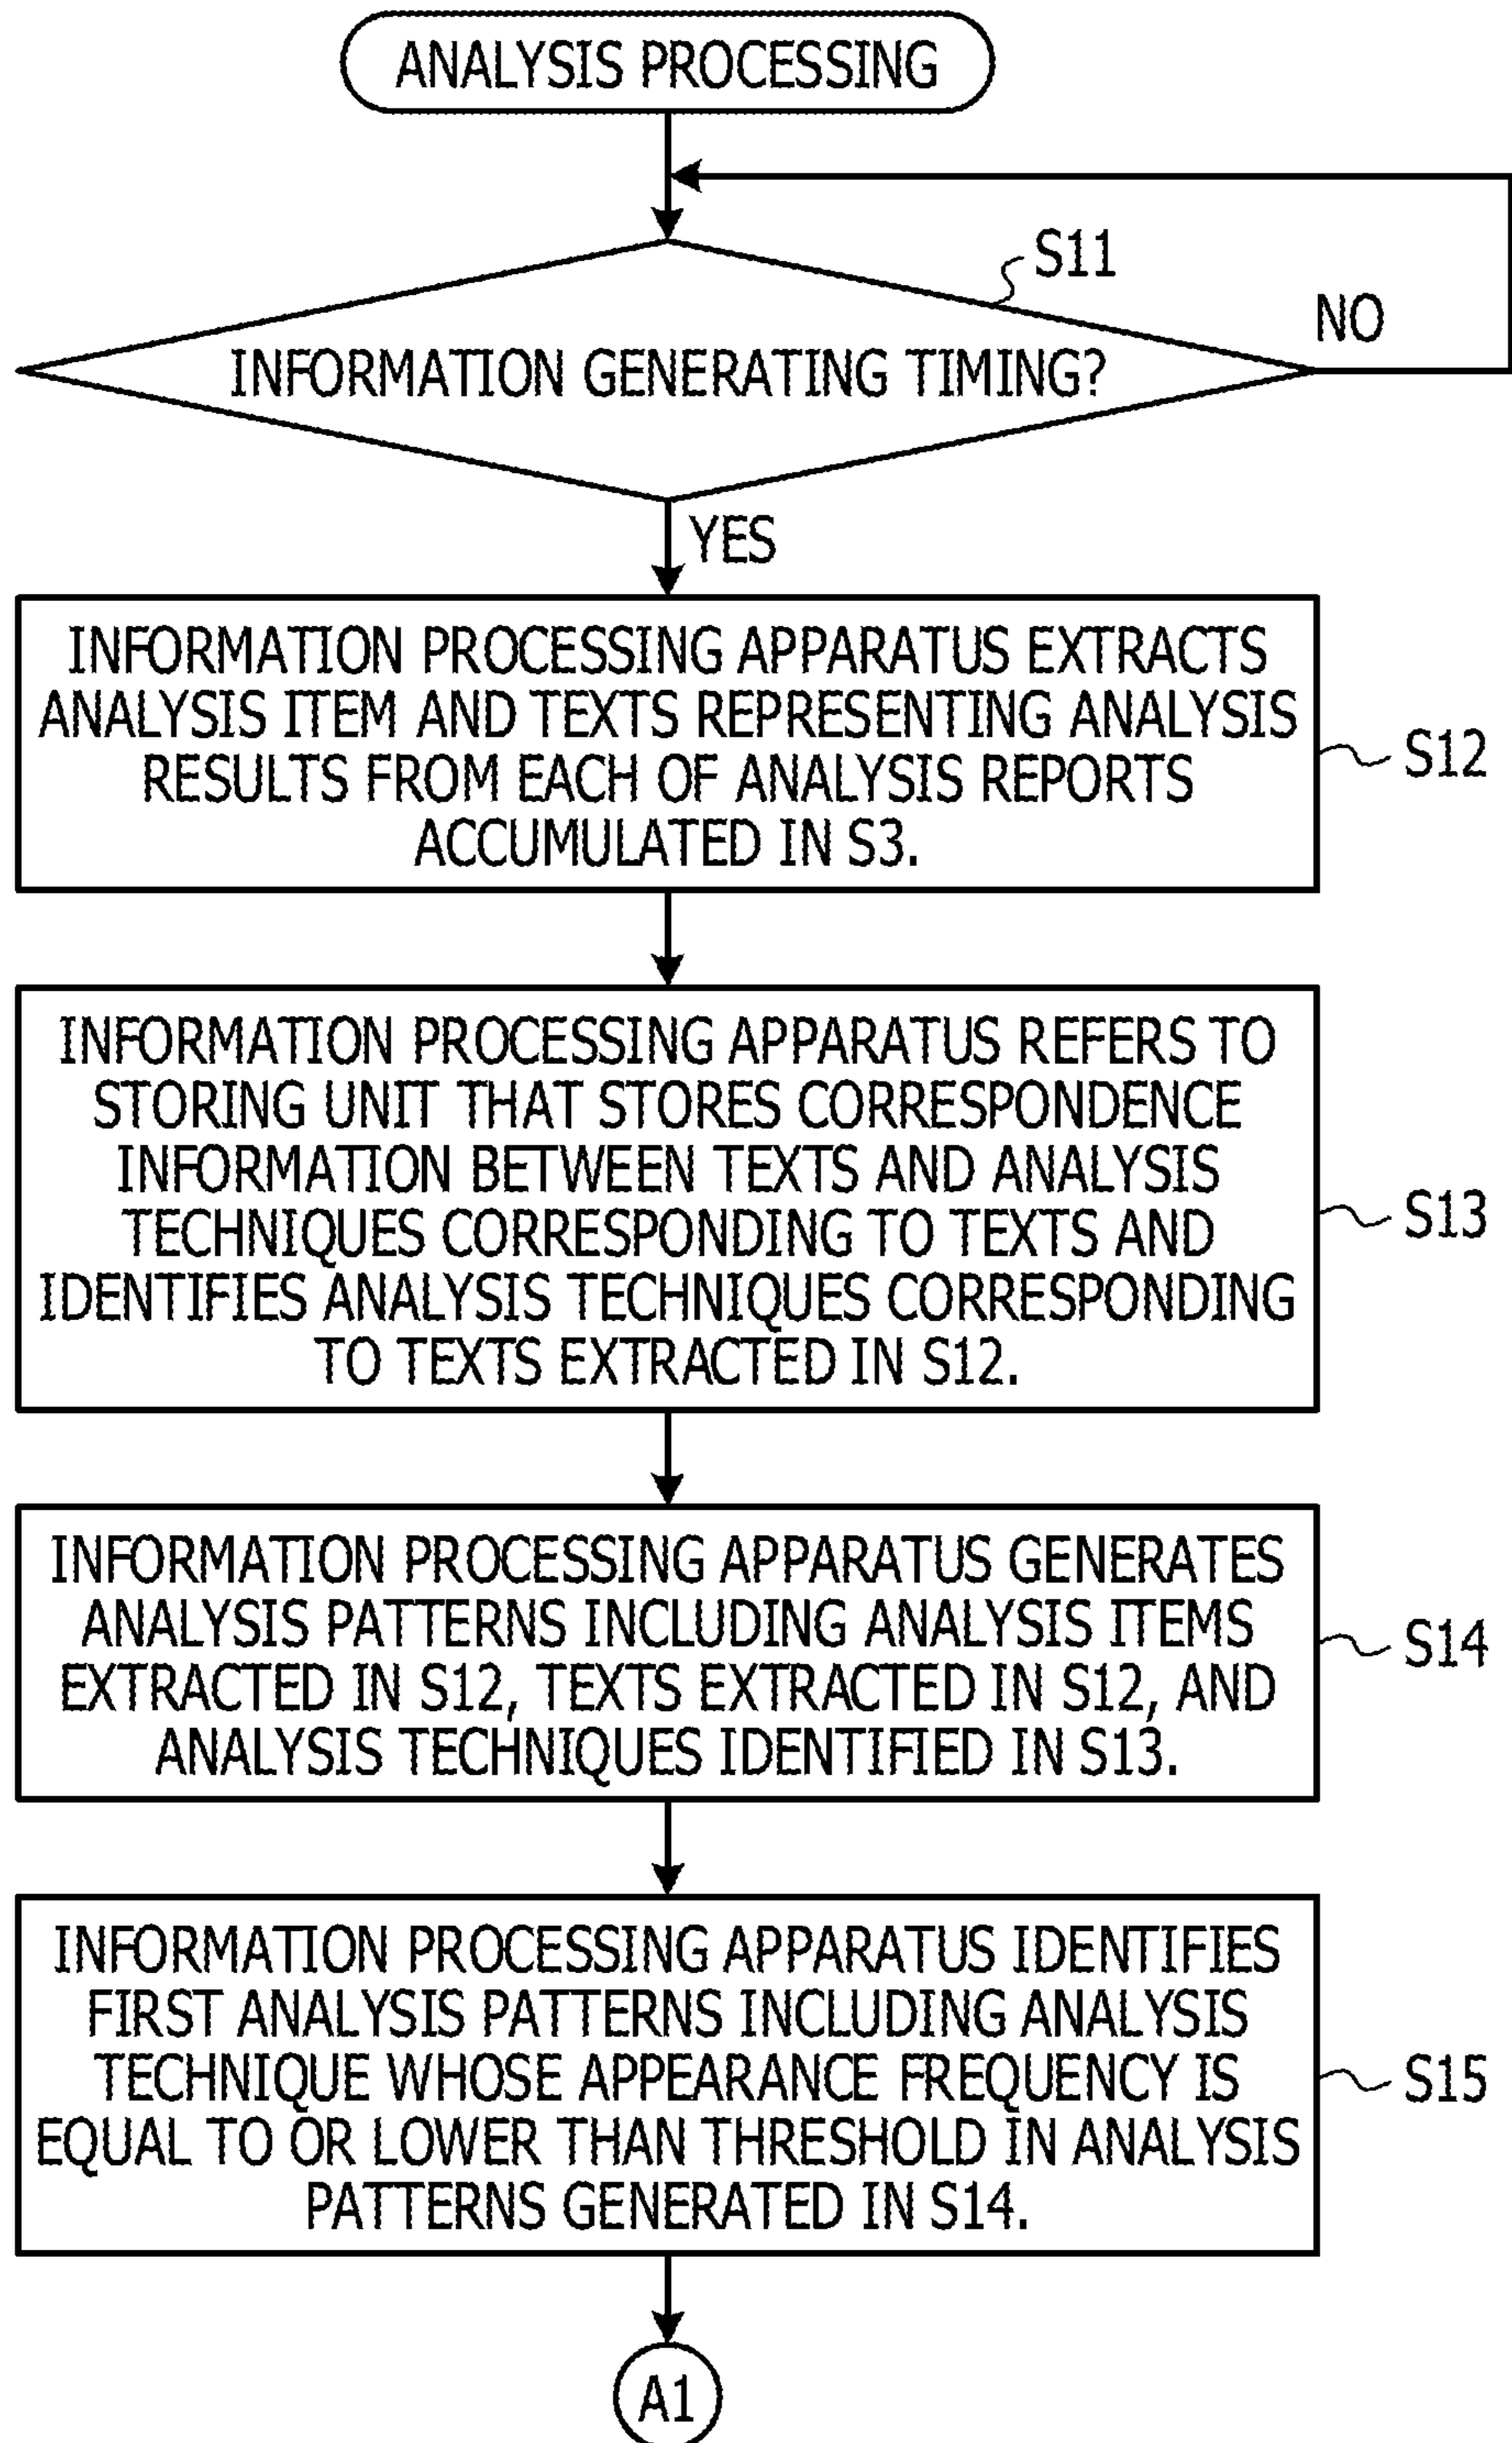 ANALYSIS PROCESSING
S11
NO
INFORMATION GENERATING TIMING?
YES
INFORMATION PROCESSING APPARATUS EXTRACTS
ANALYSIS ITEM AND TEXTS REPRESENTING ANALYSIS
RESULTS FROM EACH OF ANALYSIS REPORTS
ACCUMULATED IN S3.
S12
INFORMATION PROCESSING APPARATUS REFERS TO
STORING UNIT THAT STORES CORRESPONDENCE
INFORMATION BETWEEN TEXTS AND ANALYSIS
TECHNIQUES CORRESPONDING TO TEXTS AND
IDENTIFIES ANALYSIS TECHNIQUES CORRESPONDING
TO TEXTS EXTRACTED IN S12.
S13
INFORMATION PROCESSING APPARATUS GENERATES
ANALYSIS PATTERNS INCLUDING ANALYSIS ITEMS
EXTRACTED IN S12, TEXTS EXTRACTED IN S12, AND
ANALYSIS TECHNIQUES IDENTIFIED IN S13.
S14
INFORMATION PROCESSING APPARATUS IDENTIFIES
FIRST ANALYSIS PATTERNS INCLUDING ANALYSIS
TECHNIQUE WHOSE APPEARANCE FREQUENCY IS
EQUAL TO OR LOWER THAN THRESHOLD IN ANALYSIS
PATTERNS GENERATED IN S14.
S15
A1